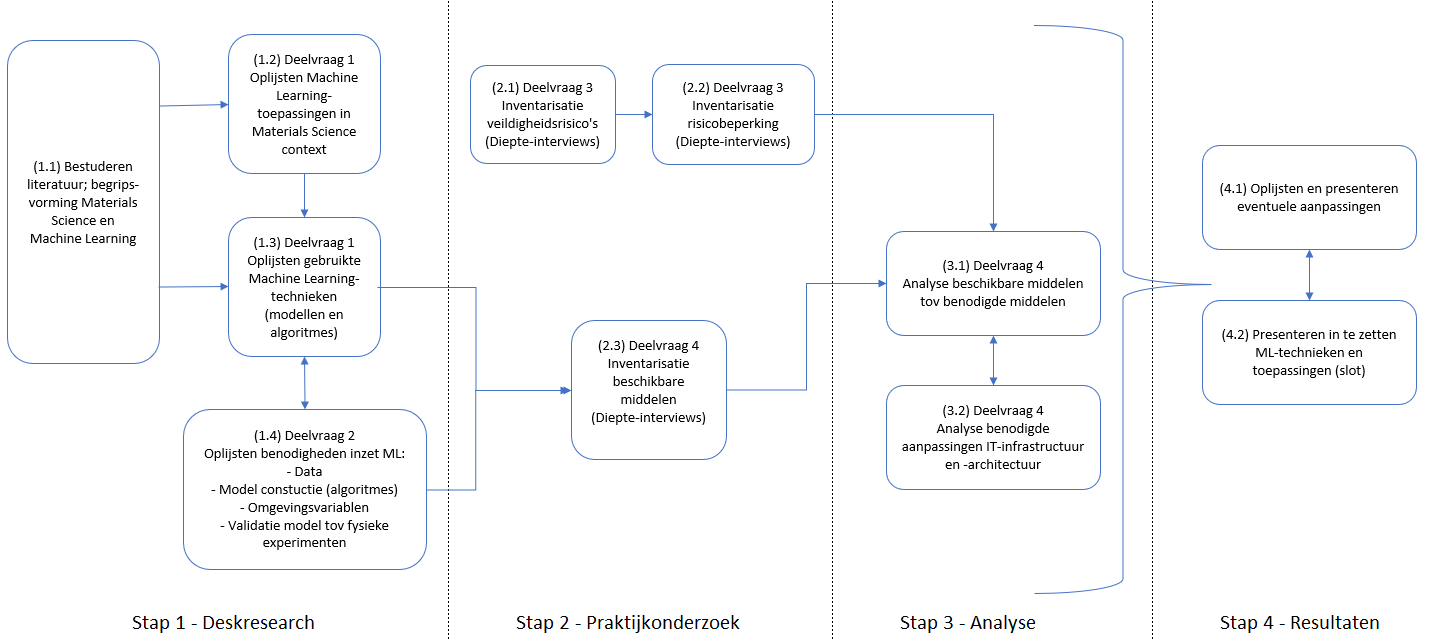 (1.1) Bestuderen
literatuur; begrips-
vorming Materials
Science en
Machine Learning
(1.2) Deelvraag 1
Oplijsten Machine
Learning-
toepassingen in
Materials Science
context
(1.3) Deelvraag 1
Oplijsten gebruikte
Machine Learning-
technieken
(modellen en
algoritmes)
(1.4) Deelvraag 2
Oplijsten benodigheden inzet ML:
- Data
- Model constuctie (algoritmes)
- Omgevingsvariablen
- Validatie model tov fysieke
experimenten
Stap 1 - Deskresearch
(2.1) Deelvraag 3
Inventarisatie
veildigheidsrisico's
(Diepte-interviews)
(2.2) Deelvraag 3
Inventarisatie
risicobeperking
(Diepte-interviews)
(2.3) Deelvraag 4
Inventarisatie
beschikbare
middelen
(Diepte-interviews)
Stap 2 - Praktijkonderzoek
(3.1) Deelvraag 4
Analyse beschikbare middelen
tov benodigde middelen
(3.2) Deelvraag 4
Analyse benodigde
aanpassingen IT-infrastructuur
en -architectuur
Stap 3 - Analyse
(4.1) Oplijsten en presenteren
eventuele aanpassingen
(4.2) Presenteren in te zetten
ML-technieken en
toepassingen (slot)
Stap 4 - Resultaten